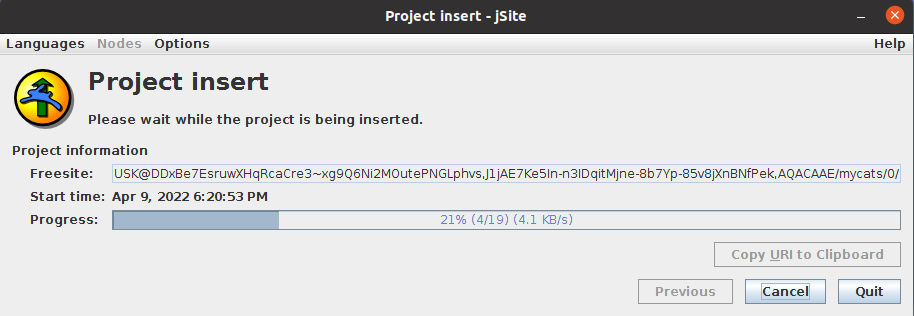 Project insert - jSite
Languages Nodes Options Help
Project insert
Please wait while the project is being inserted.
Project information
Freesite: USK@DDxBe7EsruwXHqRcaCre3~xg9Q6Ni2MOutePNGLphvs,J1jAE7Ke5In-n3IDqitMjne-8b7Yp-85v8jXnBNfPek,AQACAAE/mycats/0/
Start time: Apr 9, 2022 6:20:53 PM
Progress: 21% (4/19) (4.1 KB/s)
Copy URI to Clipboard
Previous Cancel Quit